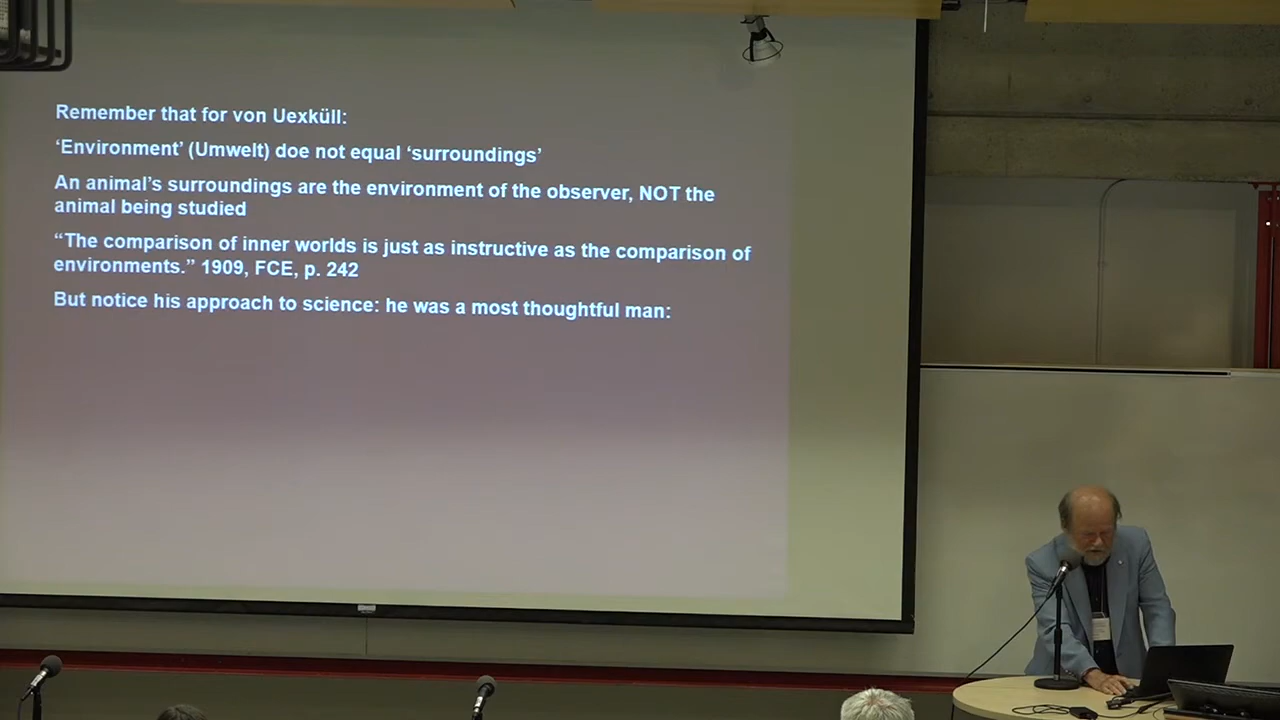 Remember that for von Uexküll:
‘Environment’ (Umwelt) doe not equal ‘surroundings’
An animal’s surroundings are the environment of the observer, NOT the
animal being studied
“The comparison of inner worlds is just as instructive as the comparison of
environments.” 1909, FCE, p. 242
But notice his approach to science: he was a most thoughtful man: